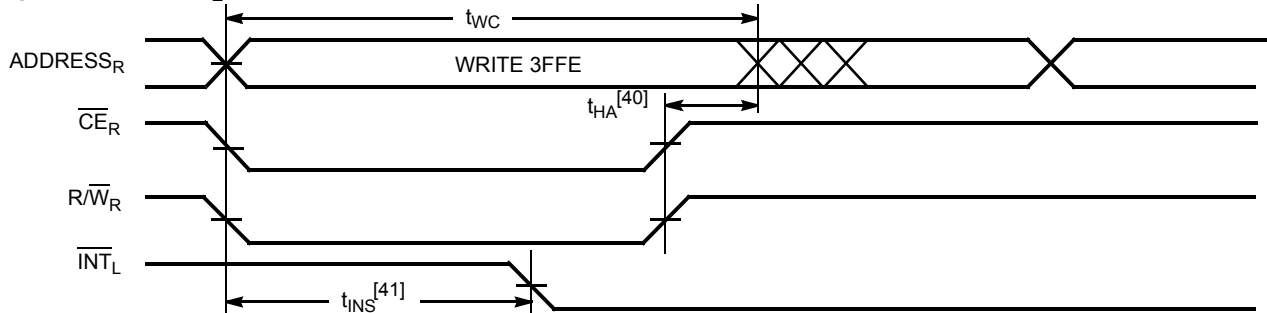 tWC
ADDRESSR
WRITE 3FFE
tHA[40]
CER
R/WR
INTL
tINS[41]